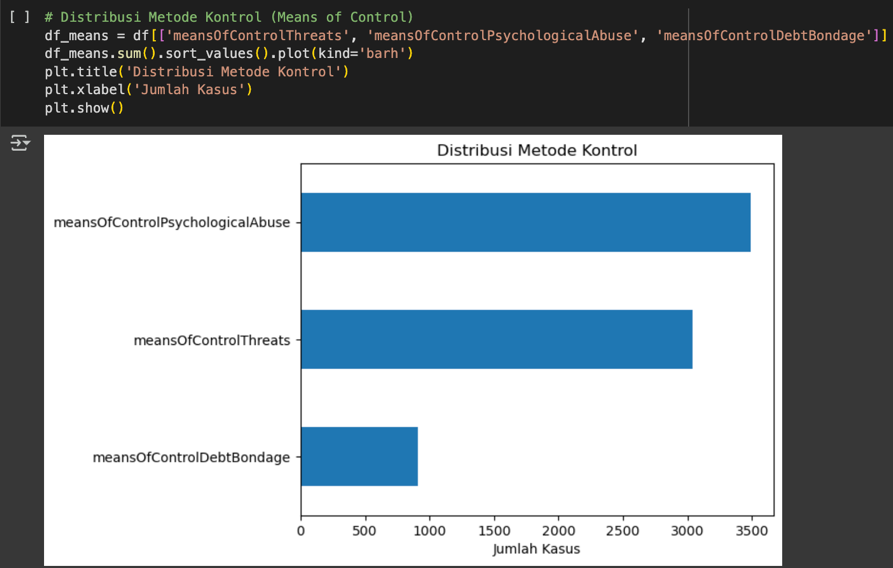 [ ] # Distribusi Metode Kontrol (Means of Control)
df_means = df[['meansOfControlThreats', 'meansOfControlPsychologicalAbuse', 'meansOfControlDebtBondage']]
df_means.sum().sort_values().plot(kind='barh')
plt.title('Distribusi Metode Kontrol')
plt.xlabel('Jumlah Kasus')
plt.show()
Distribusi Metode Kontrol
meansOfControlPsychologicalAbuse
meansOfControlThreats
meansOfControlDebtBondage
0 500 1000 1500 2000 2500 3000 3500
Jumlah Kasus